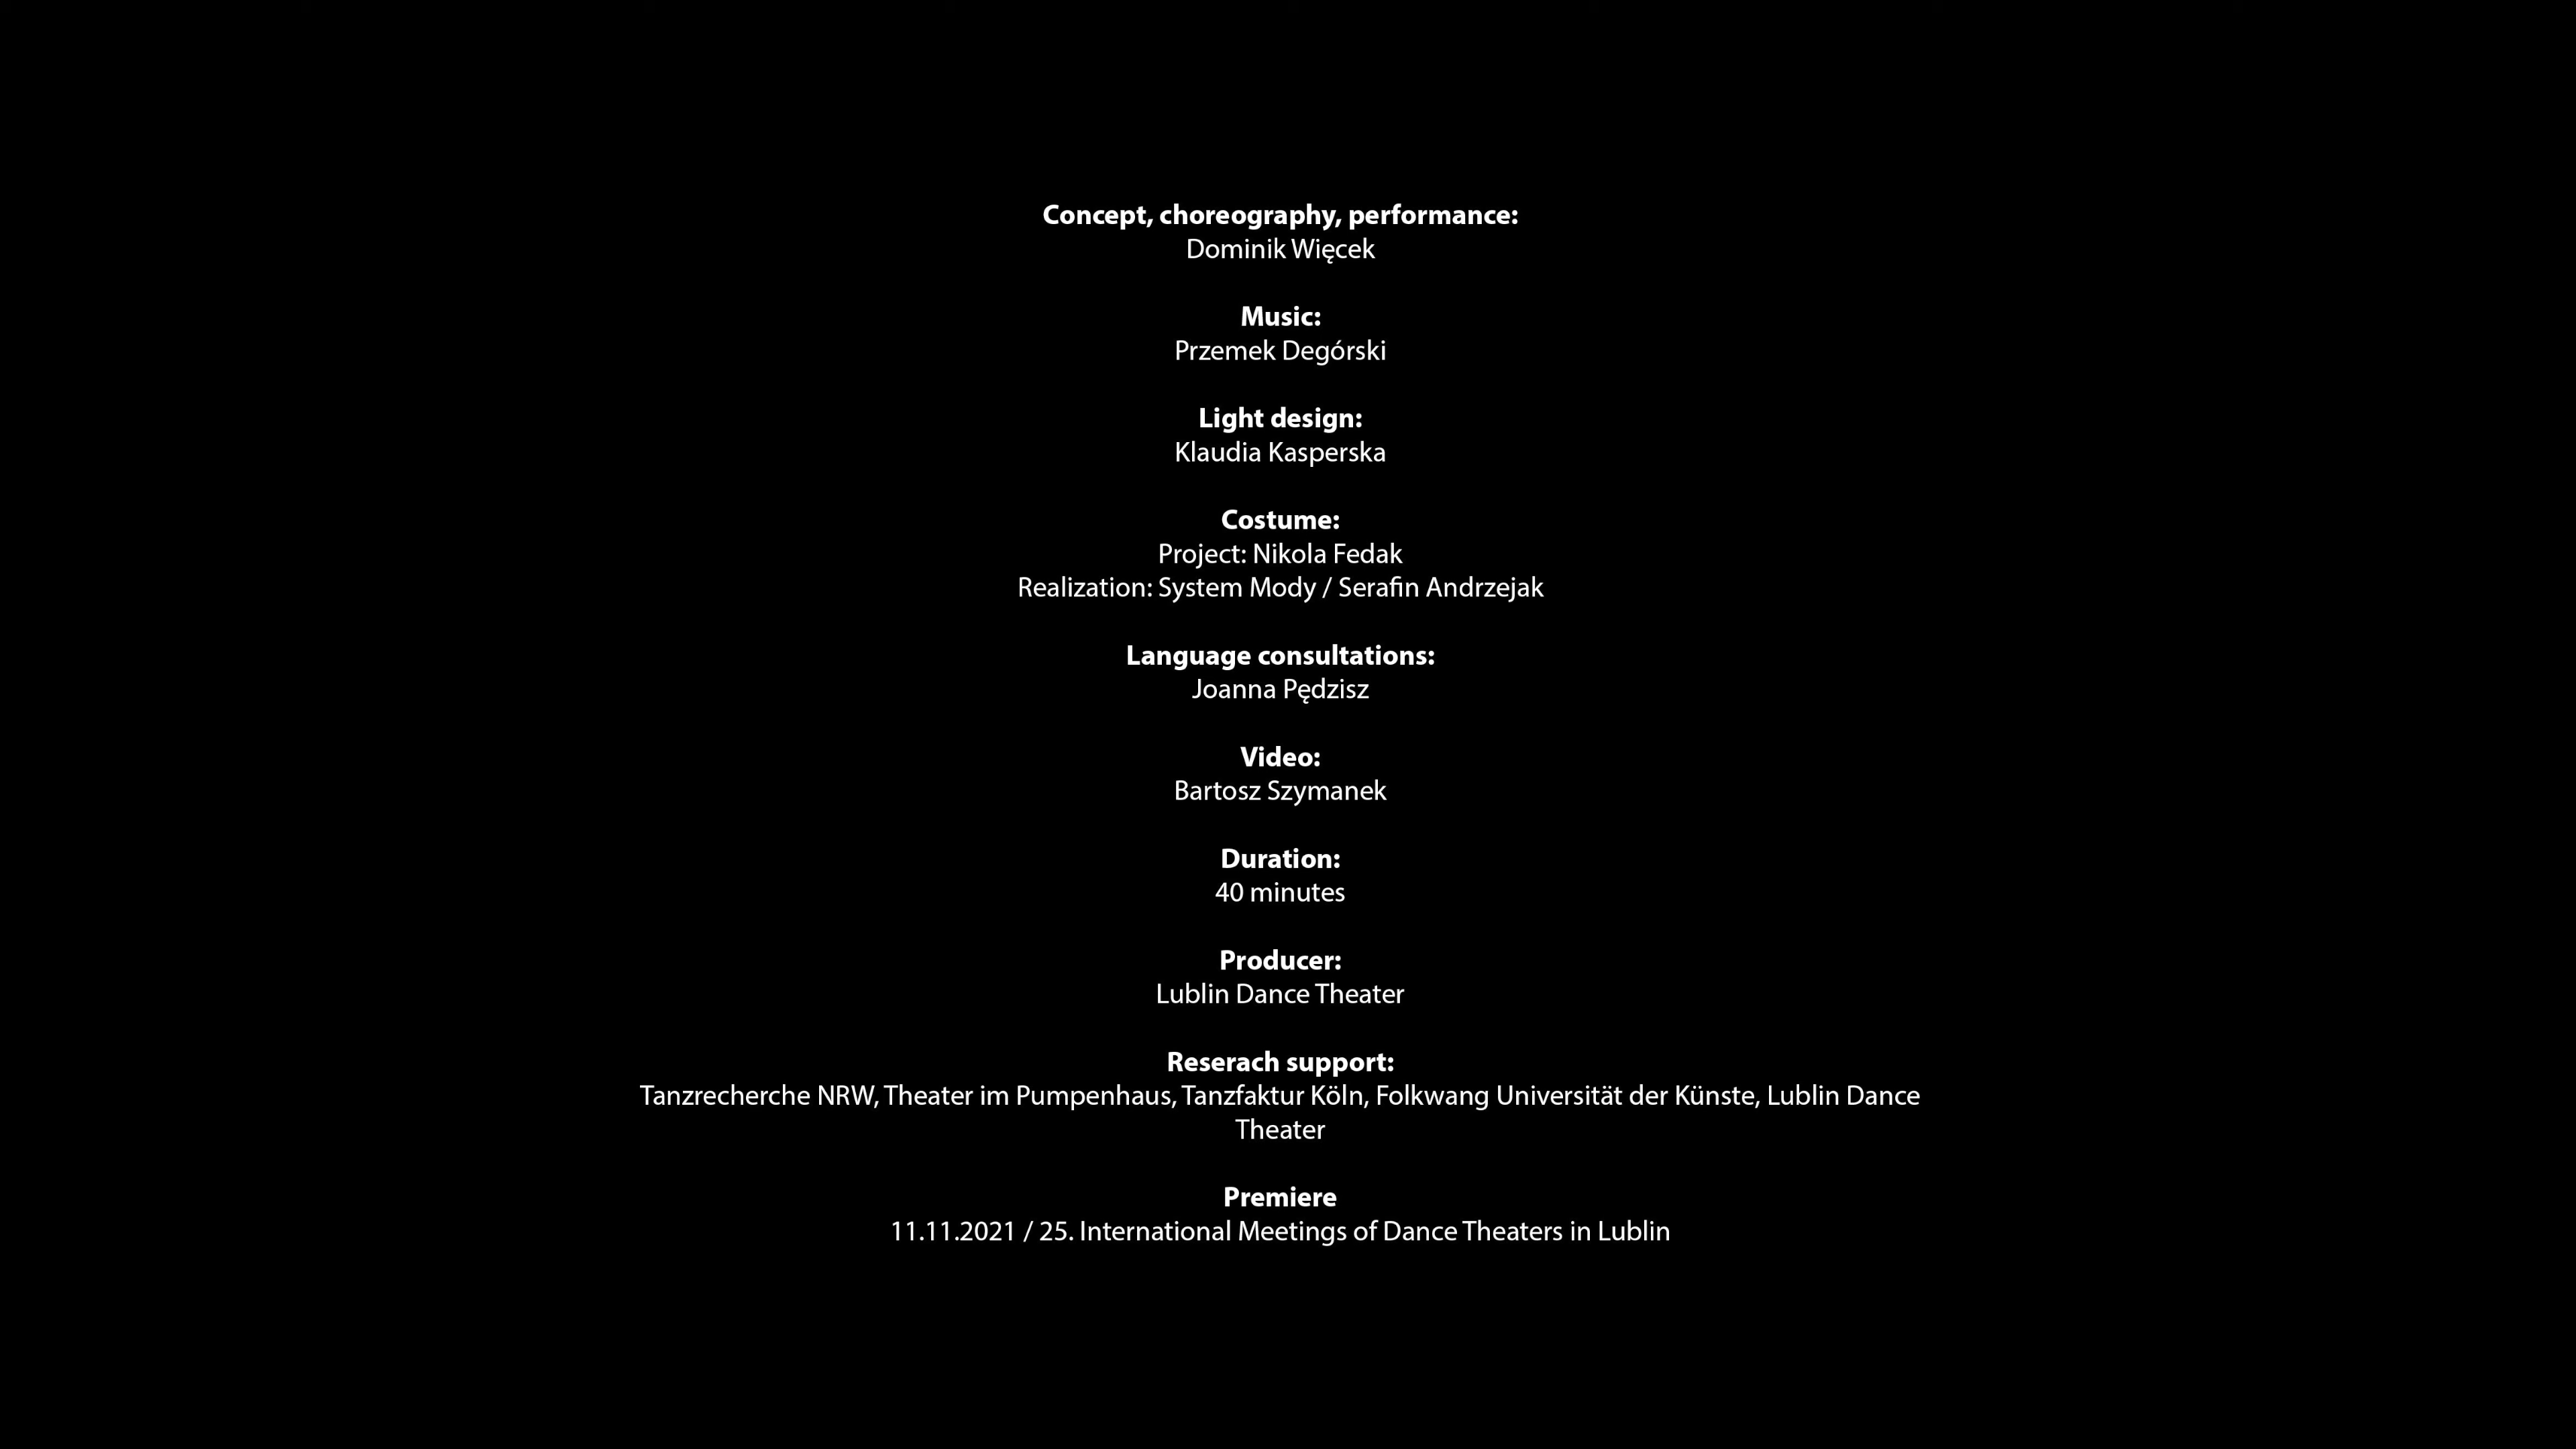 Concept, choreography, performance:
Dominik Więcek
Music:
Przemek Degórski
Light design:
Klaudia Kasperska
Costume:
Project: Nikola Fedak
Realization: System Mody / Serafin Andrzejak
Language consultations:
Joanna Pędzisz
Video:
Bartosz Szymanek
Duration:
40 minutes
Producer:
Lublin Dance Theater
Reserach support:
Tanzrecherche NRW, Theater im Pumpenhaus, Tanzfaktur Köln, Folkwang Universität der Künste, Lublin Dance
Theater
Premiere
11.11.2021 / 25. International Meetings of Dance Theaters in Lublin